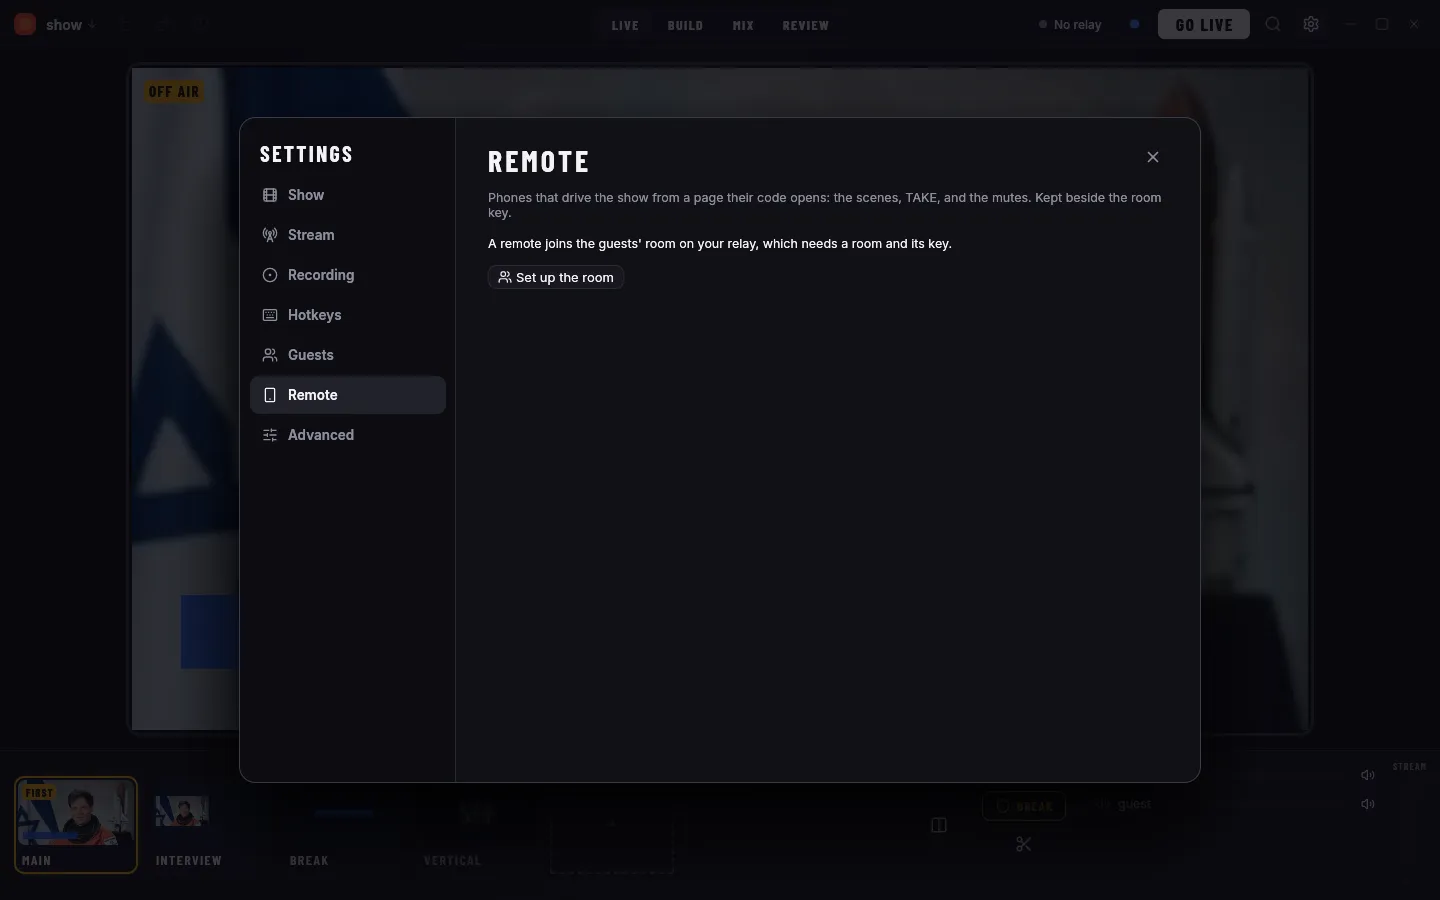 show
LIVE
BUILD
MIX
REVIEW
No relay
GO LIVE
OFF AIR
SETTINGS
Show
Stream
Recording
Hotkeys
Guests
Remote
Advanced
REMOTE
Phones that drive the show from a page their code opens: the scenes, TAKE, and the mutes. Kept beside the room
key.
A remote joins the guests' room on your relay, which needs a room and its key.
Set up the room
FIRST
MAIN
INTERVIEW
BREAK
VERTICAL
BREAK
guest
STREAM